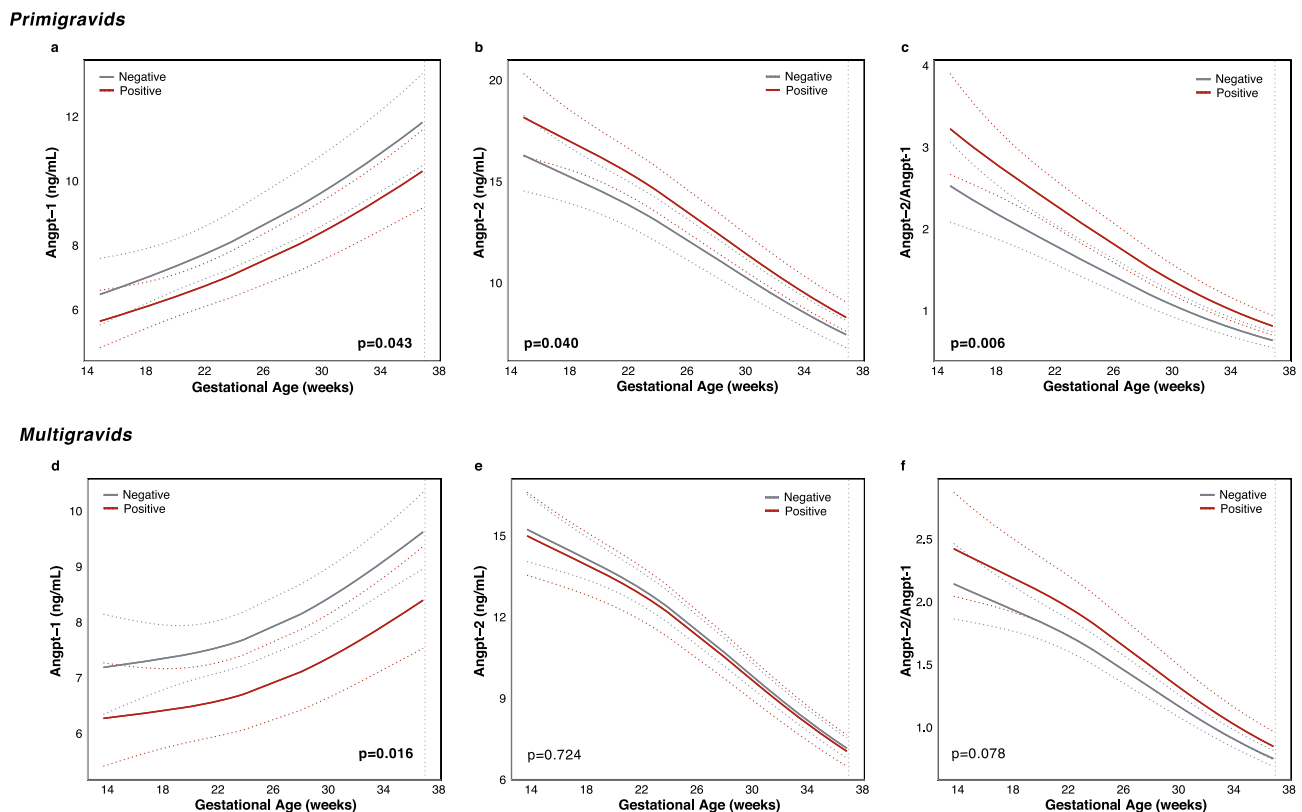 Primigravids
a
Negative
Positive
Angpt–1 (ng/mL)
12
10
8
6
p=0.043
14 18 22 26 30 34 38
Gestational Age (weeks)
b
Negative
Positive
Angpt–2 (ng/mL)
20
15
10
14 18 22 26 30 34 38
Gestational Age (weeks)
c
Negative
Positive
Angpt–2/Angpt-1
4
3
2
1
p=0.040
p=0.006
14 18 22 26 30 34 38
Gestational Age (weeks)
Multigravids
d
Negative
Positive
Angpt–1 (ng/mL)
10
9
8
7
6
p=0.016
14 18 22 26 30 34 38
Gestational Age (weeks)
e
Negative
Positive
Angpt–2 (ng/mL)
15
12
9
6
p=0.724
14 18 22 26 30 34 38
Gestational Age (weeks)
f
Negative
Positive
Angpt–2/Angpt-1
2.5
2.0
1.5
1.0
p=0.078
14 18 22 26 30 34 38
Gestational Age (weeks)